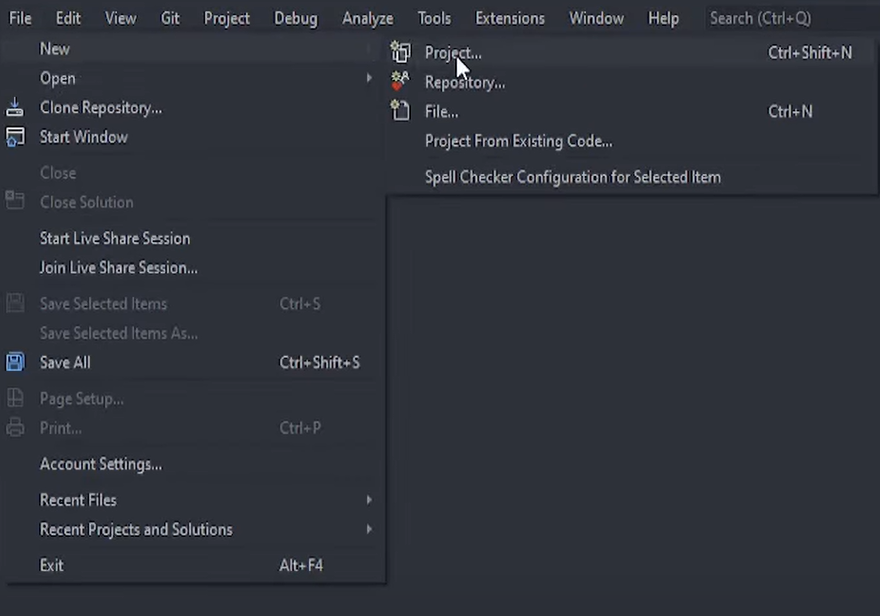 File Edit View Git Project Debug Analyze Tools Extensions Window Help Search (Ctrl+Q)
New
Project... Ctrl+Shift+N
Open
Repository...
Clone Repository...
File... Ctrl+N
Start Window
Project From Existing Code...
Close
Spell Checker Configuration for Selected Item
Close Solution
Start Live Share Session
Join Live Share Session...
Save Selected Items Ctrl+S
Save Selected Items As...
Save All Ctrl+Shift+S
Page Setup...
Print... Ctrl+P
Account Settings...
Recent Files
Recent Projects and Solutions
Exit Alt+F4